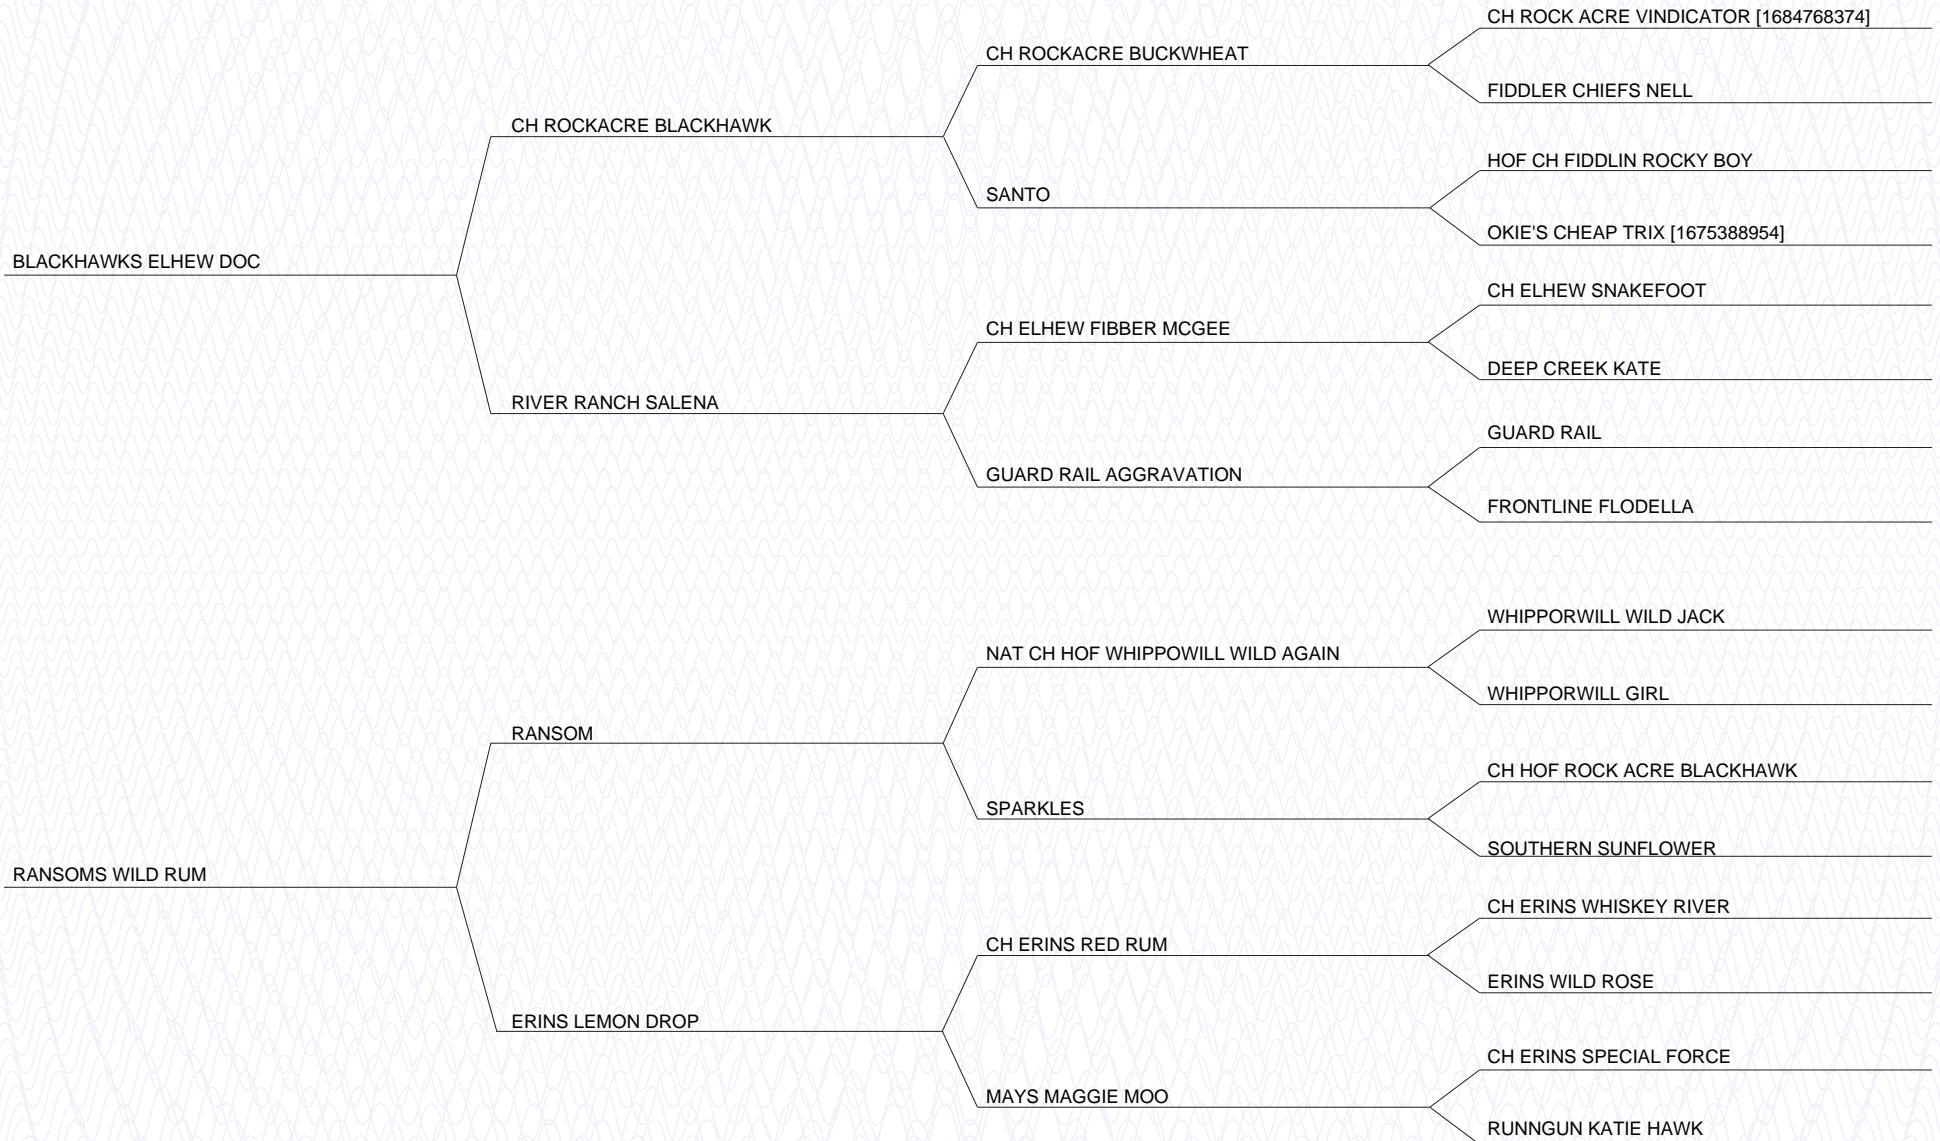 CH ROCK ACRE VINDICATOR [1684768374]
CH ROCKACRE BUCKWHEAT
FIDDLER CHIEFS NELL
CH ROCKACRE BLACKHAWK
HOF CH FIDDLIN ROCKY BOY
SANTO
OKIE'S CHEAP TRIX [1675388954]
BLACKHAWKS ELHEW DOC
CH ELHEW SNAKEFOOT
CH ELHEW FIBBER MCGEE
DEEP CREEK KATE
RIVER RANCH SALENA
GUARD RAIL
GUARD RAIL AGGRAVATION
FRONTLINE FLODELLA
WHIPPORWILL WILD JACK
NAT CH HOF WHIPPOWILL WILD AGAIN
WHIPPORWILL GIRL
RANSOM
CH HOF ROCK ACRE BLACKHAWK
SPARKLES
SOUTHERN SUNFLOWER
RANSOMS WILD RUM
CH ERINS WHISKEY RIVER
CH ERINS RED RUM
ERINS WILD ROSE
ERINS LEMON DROP
CH ERINS SPECIAL FORCE
MAYS MAGGIE MOO
RUNNGUN KATIE HAWK